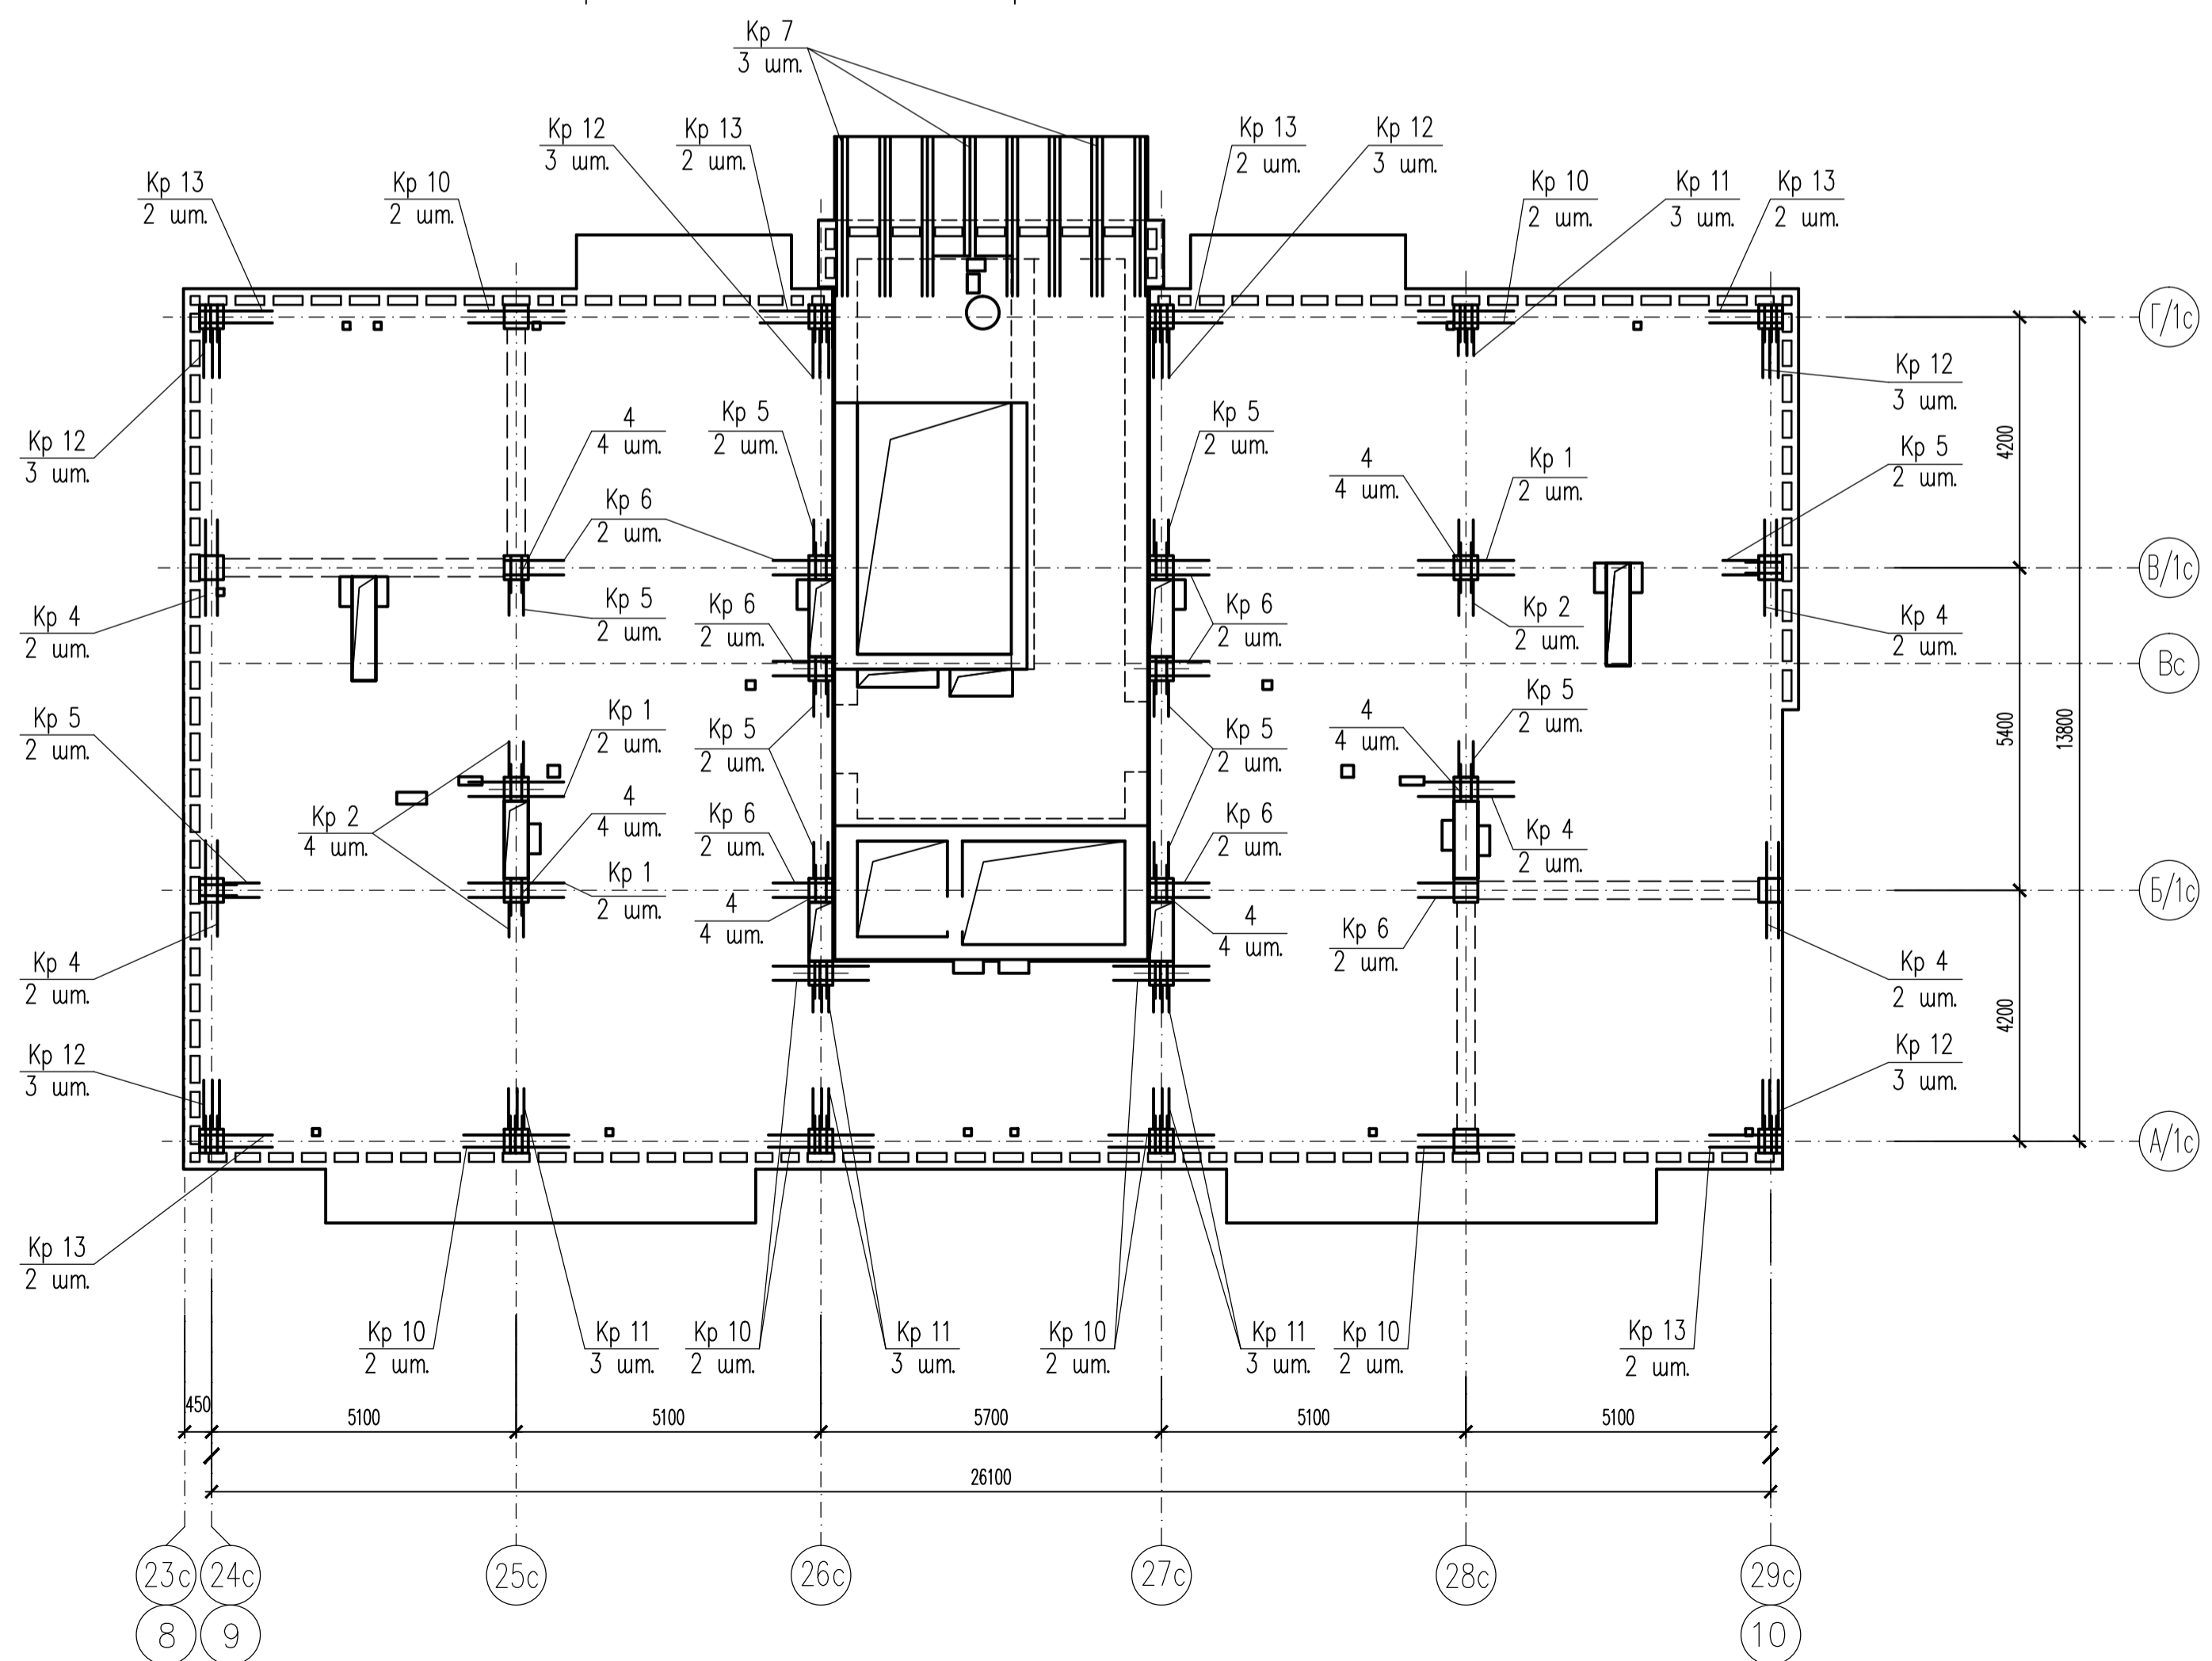 Кр 7
3 шт.
Кр 12
3 шт.
Кр 13
2 шт.
Кр 13
2 шт.
Кр 12
3 шт.
Кр 13
2 шт.
Кр 10
2 шт.
Кр 10
2 шт.
Кр 11
3 шт.
Кр 13
2 шт.
Г/1с
Кр 12
3 шт.
4200
Кр 12
3 шт.
4
4 шт.
Кр 5
2 шт.
Кр 5
2 шт.
4
4 шт.
Кр 1
2 шт.
Кр 5
2 шт.
Кр 6
2 шт.
В/1с
Кр 4
2 шт.
Кр 5
2 шт.
Кр 6
2 шт.
Кр 6
2 шт.
Кр 2
2 шт.
Кр 4
2 шт.
Вс
Кр 5
2 шт.
Кр 1
2 шт.
Кр 5
2 шт.
Кр 5
2 шт.
4
4 шт.
Кр 5
2 шт.
5400
13800
Кр 2
4 шт.
4
4 шт.
Кр 6
2 шт.
Кр 6
2 шт.
Кр 4
2 шт.
Кр 1
2 шт.
4
4 шт.
4
4 шт.
Кр 6
2 шт.
Б/1с
Кр 4
2 шт.
Кр 4
2 шт.
4200
Кр 12
3 шт.
Кр 12
3 шт.
А/1с
Кр 13
2 шт.
Кр 10
2 шт.
Кр 11
3 шт.
Кр 10
2 шт.
Кр 11
3 шт.
Кр 10
2 шт.
Кр 11
3 шт.
Кр 10
2 шт.
Кр 13
2 шт.
450
5100
5100
5700
5100
5100
26100
23с
24с
25с
26с
27с
28с
29с
8
9
10